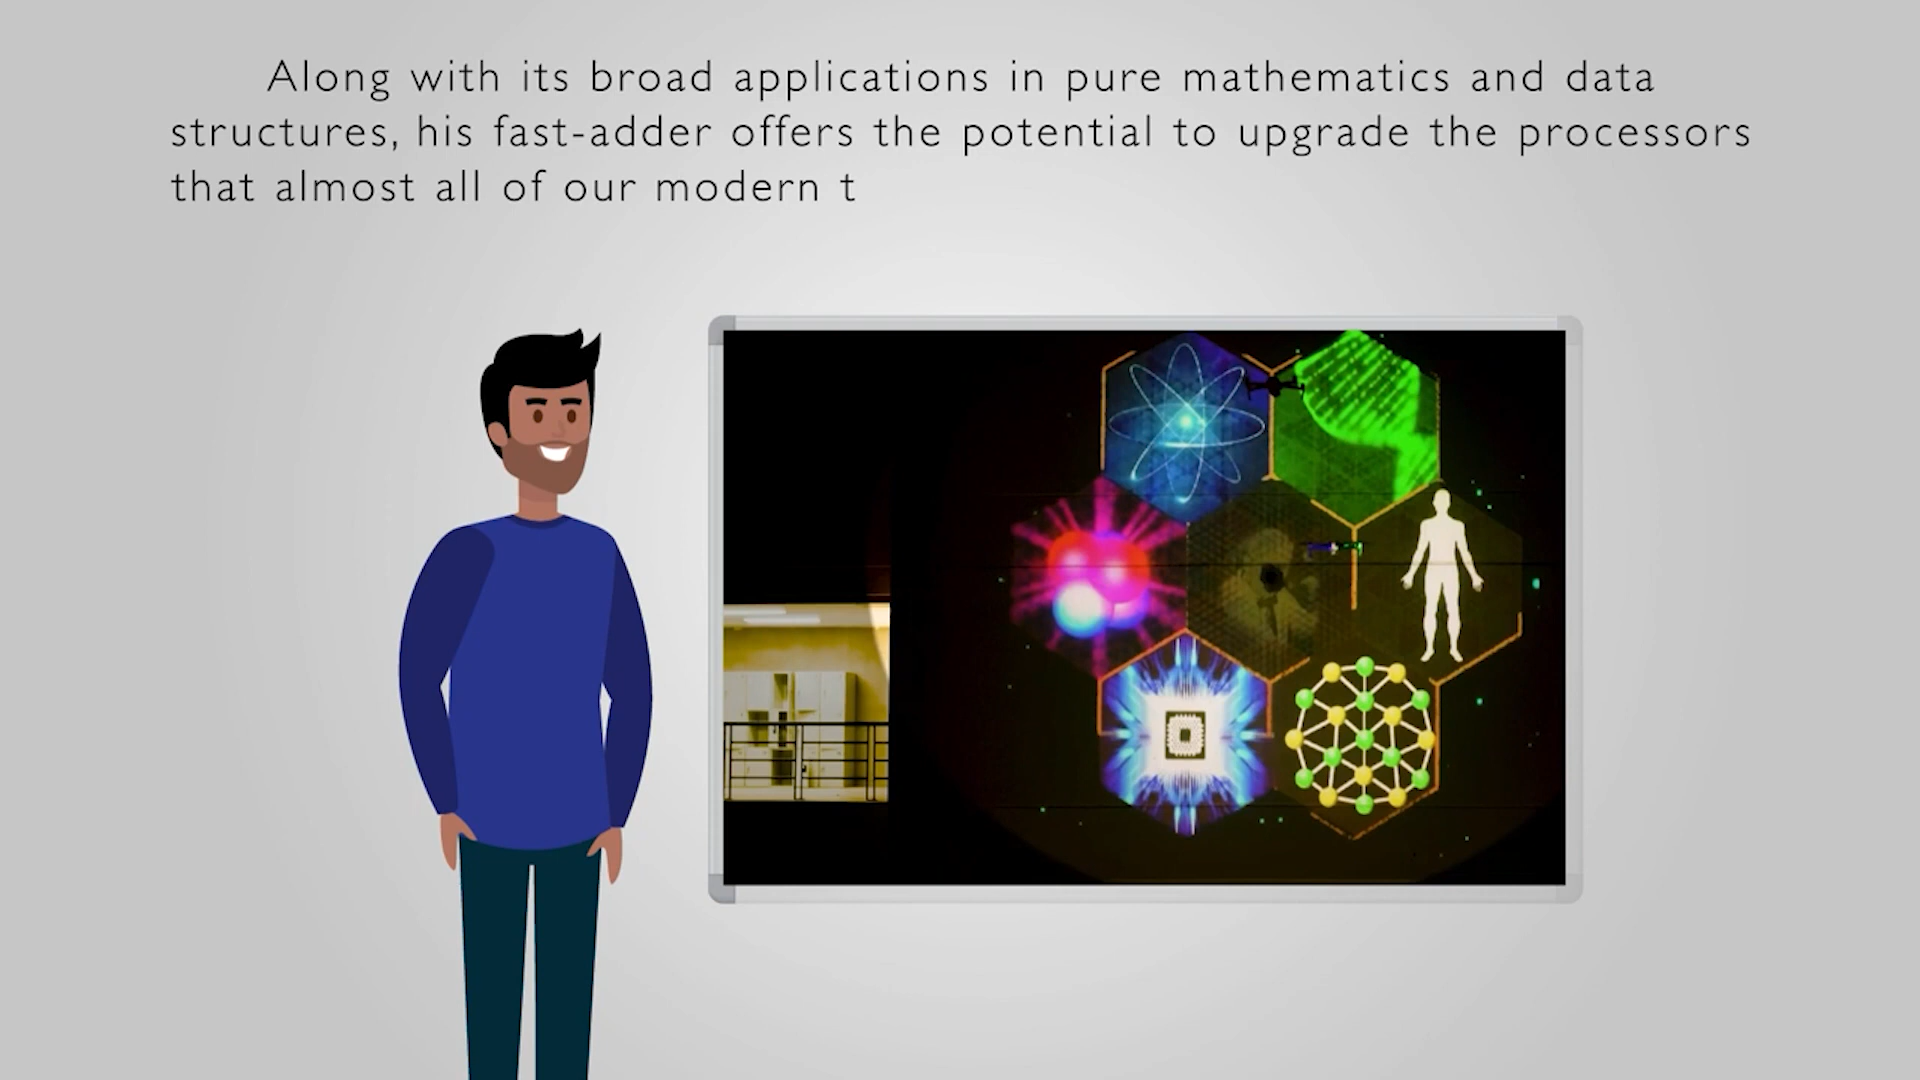 Along with its broad applications in pure mathematics and data
structures, his fast-adder offers the potential to upgrade the processors
that almost all of our modern t